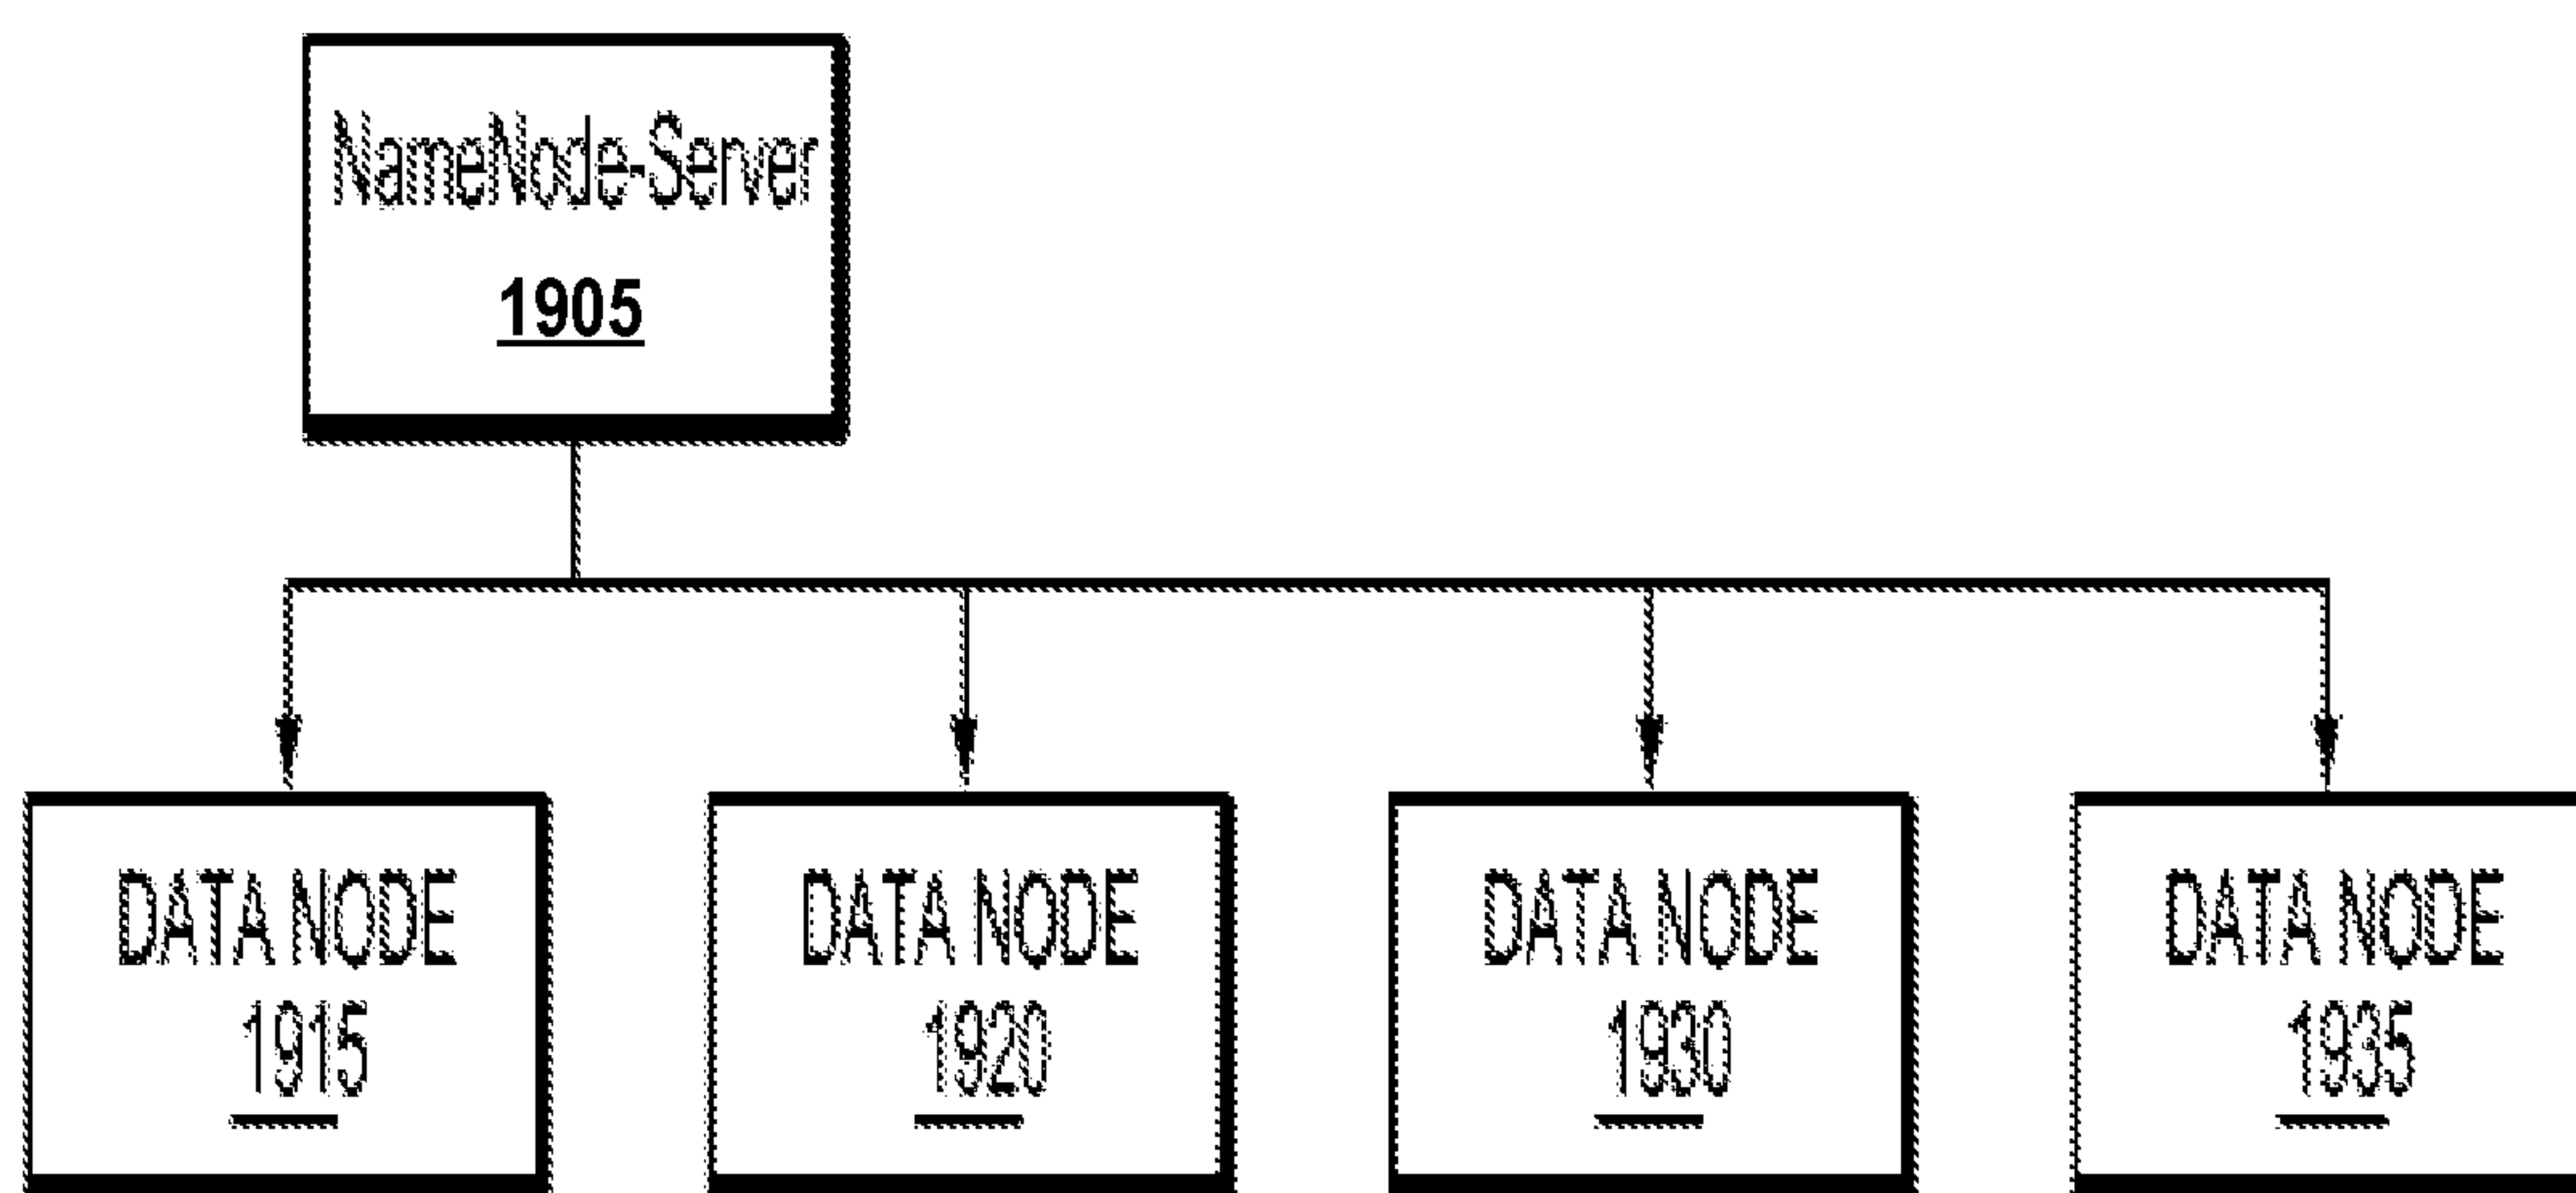 NameNode-Server
1905
DATA NODE
1915
DATA NODE
1920
DATA NODE
1930
DATA NODE
1935